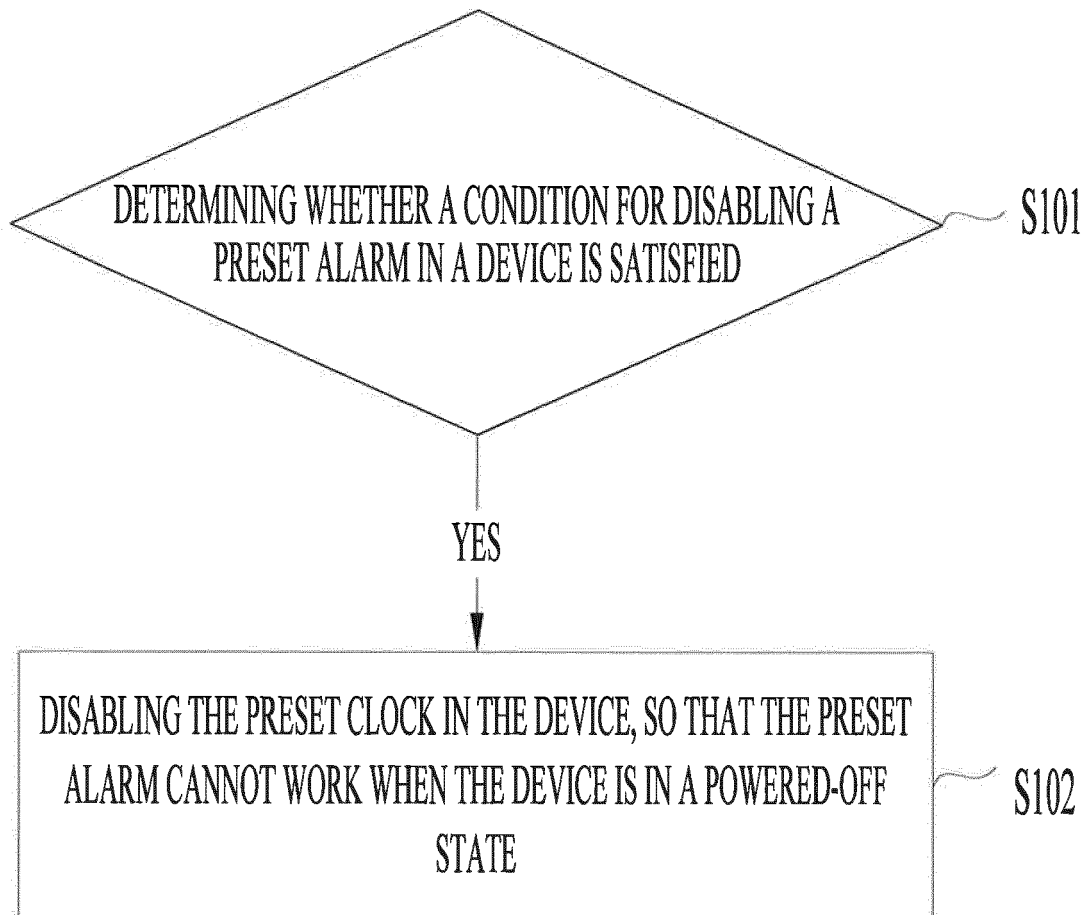 DETERMINING WHETHER A CONDITION FOR DISABLING A
PRESET ALARM IN A DEVICE IS SATISFIED
S101
YES
DISABLING THE PRESET CLOCK IN THE DEVICE, SO THAT THE PRESET
ALARM CANNOT WORK WHEN THE DEVICE IS IN A POWERED-OFF
STATE
S102